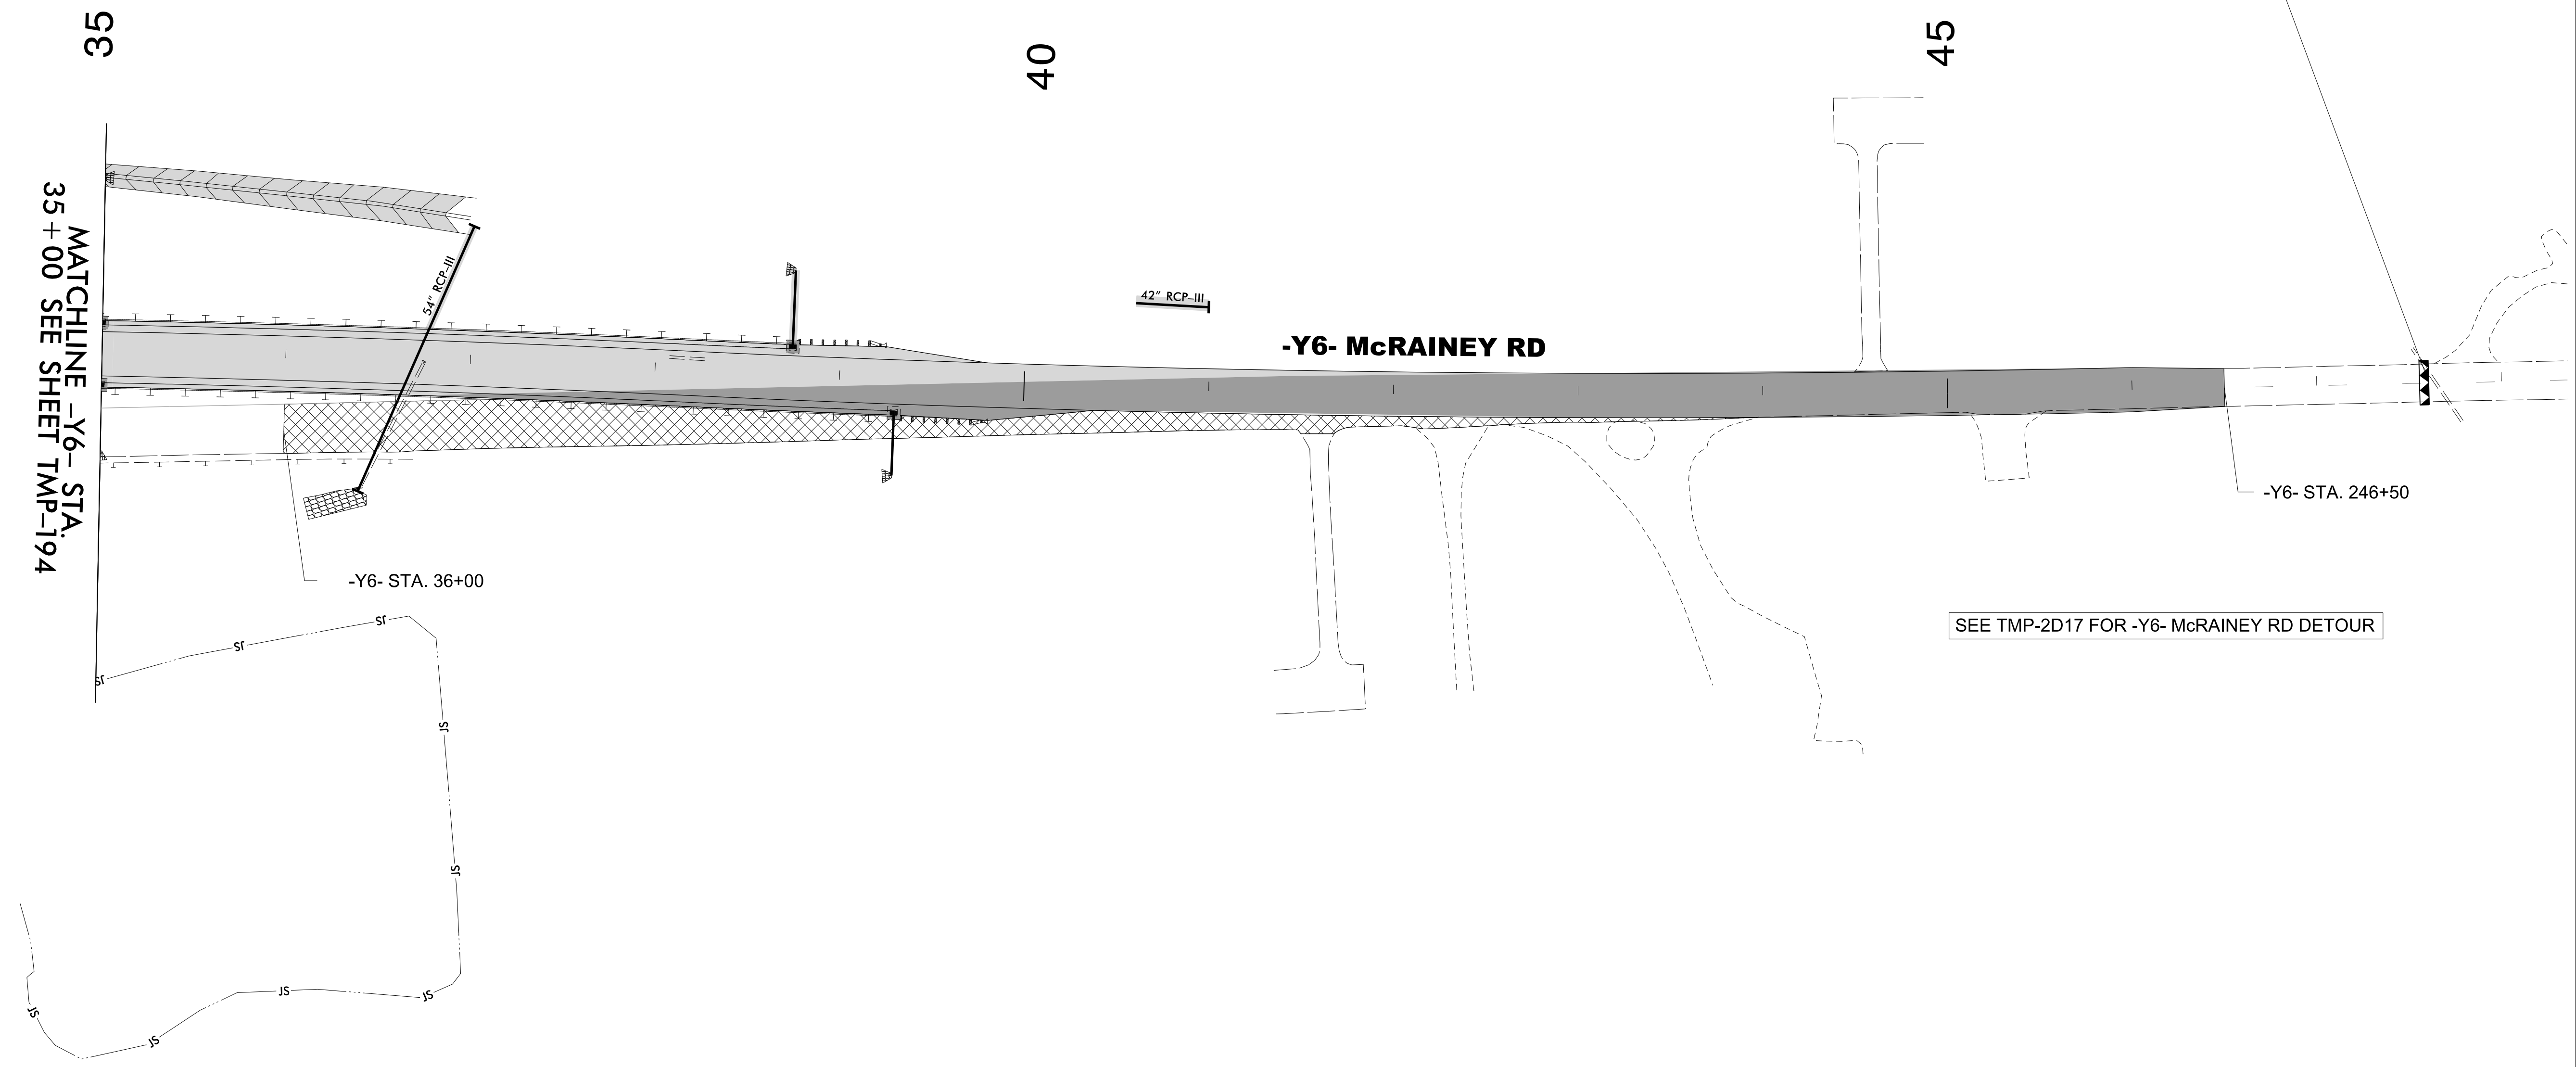 35
40
45
MATCHLINE -Y6- STA.
35+00 SEE SHEET TMP-194
54" RCP-III
42" RCP-III
-Y6- McRAINEY RD
-Y6- STA. 246+50
-Y6- STA. 36+00
SEE TMP-2D17 FOR -Y6- McRAINEY RD DETOUR
JS
JS
JS
JS
JS
JS
JS
JS
JS